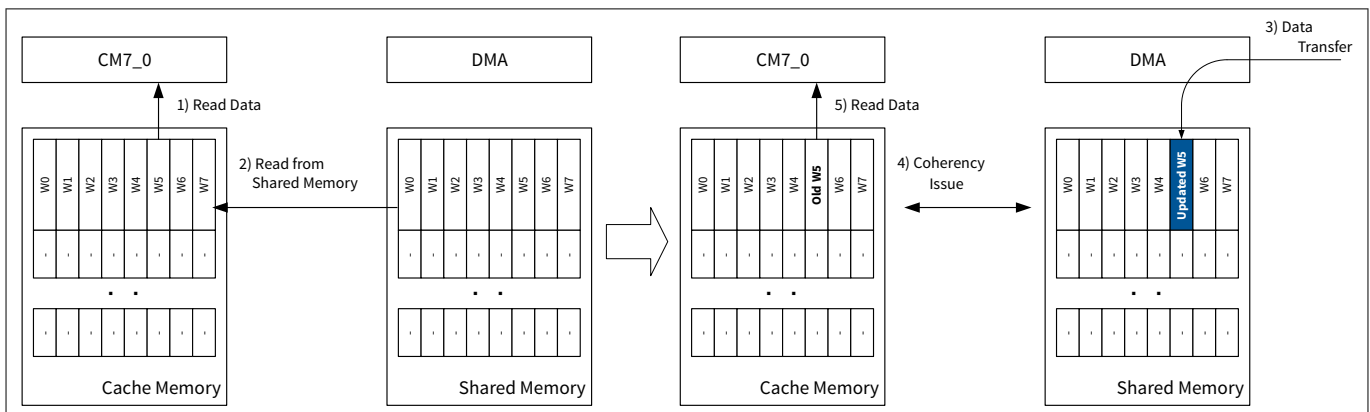 CM7_0
DMA
CM7_0
DMA
3) Data
Transfer
1) Read Data
5) Read Data
W0 W1 W2 W3 W4 W5 W6 W7
2) Read from
Shared Memory
W0 W1 W2 W3 W4 W5 W6 W7
W0 W1 W2 W3 W4 Old W5 W6 W7
4) Coherency
Issue
W0 W1 W2 W3 W4 Updated W5 W6 W7
- - - - - - - -
- - - - - - - -
- - - - - - - -
- - - - - - - -
. .
. .
. .
. .
- - - - - - - -
- - - - - - - -
- - - - - - - -
- - - - - - - -
Cache Memory
Shared Memory
Cache Memory
Shared Memory